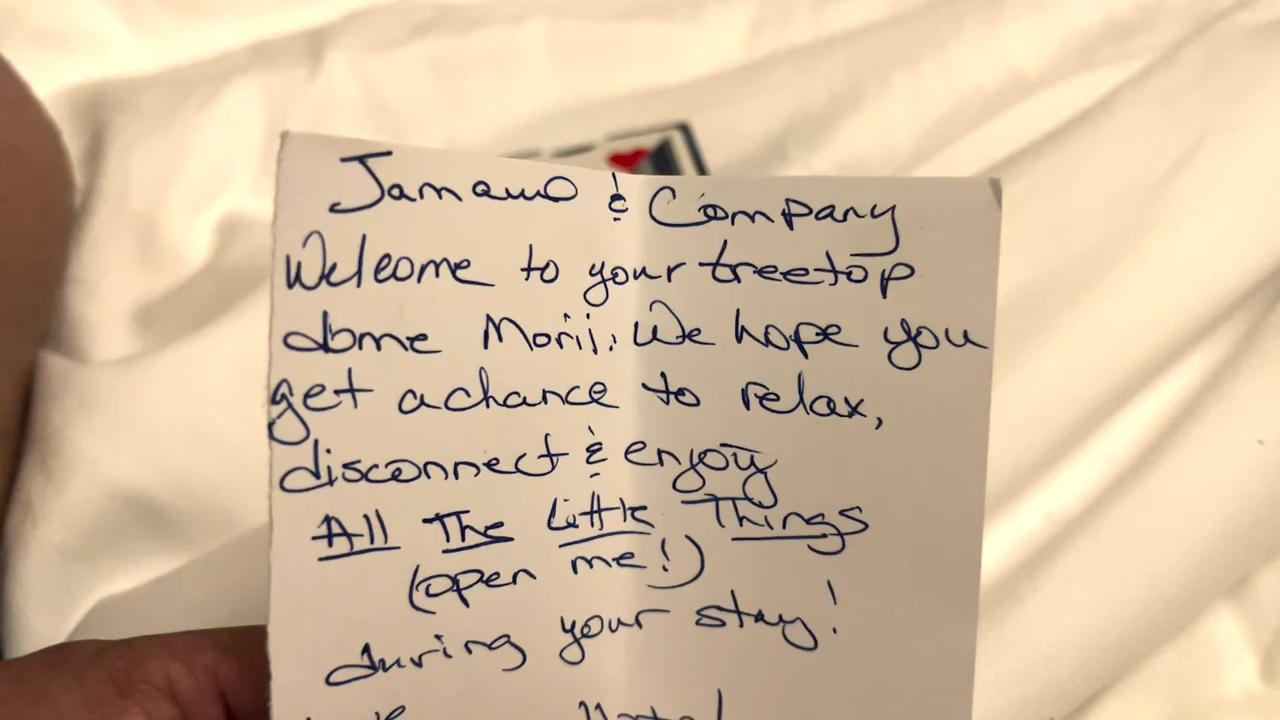 & Company
Welcome to your treetop
dome Morii. We hope you
get a chance to relax,
disconnect & enjoy
All The Little Things
(open me!)
during your stay!